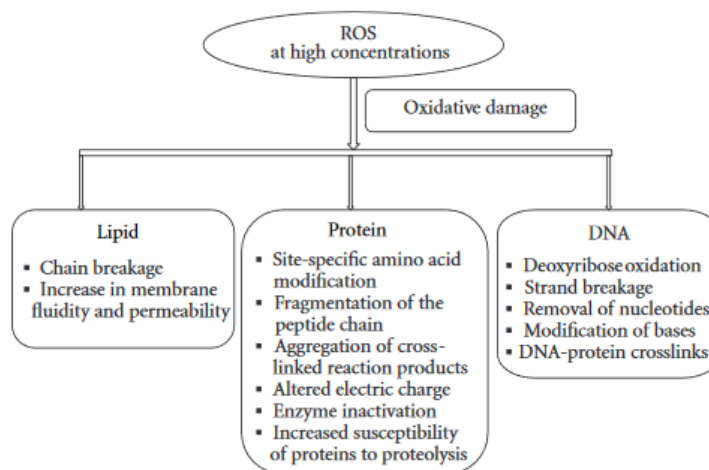 ROS
at high concentrations
Oxidative damage
Lipid
▪ Chain breakage
▪ Increase in membrane
fluidity and permeability
Protein
▪ Site-specific amino acid
modification
▪ Fragmentation of the
peptide chain
▪ Aggregation of cross-
linked reaction products
▪ Altered electric charge
▪ Enzyme inactivation
▪ Increased susceptibility
of proteins to proteolysis
DNA
▪ Deoxyribose oxidation
▪ Strand breakage
▪ Removal of nucleotides
▪ Modification of bases
▪ DNA-protein crosslinks